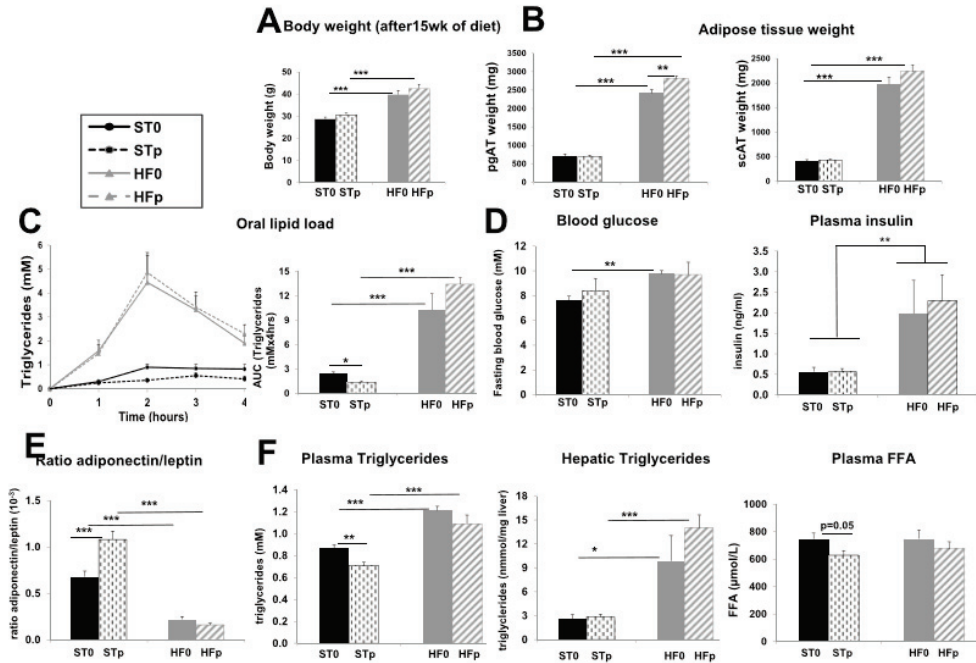 A Body weight (after15wk of diet)
Body weight (g)
50
40
30
20
10
0
***
***
ST0 STp HF0 HFp
B Adipose tissue weight
pgAT weight (mg)
3500
3000
2500
2000
1500
1000
500
0
***
***
**
ST0 STp HF0 HFp
scAT weight (mg)
2500
2000
1500
1000
500
0
***
***
ST0 STp HF0 HFp
ST0
STp
HF0
HFp
C Oral lipid load
Triglycerides (mM)
6
5
4
3
2
1
0
0 1 2 3 4
Time (hours)
AUC (Triglycerides
(mMx4hrs)
15
12
9
6
3
0
***
***
*
ST0 STp HF0 HFp
D Blood glucose
Fasting blood glucose (mM)
12
10
8
6
4
2
0
**
ST0 STp HF0 HFp
Plasma insulin
insulin (ng/ml)
3.5
3.0
2.5
2.0
1.5
1.0
0.5
0.0
**
ST0 STp HF0 HFp
E Ratio adiponectin/leptin
ratio adiponectin/leptin (10⁻³)
1.5
1.0
0.5
0.0
***
***
***
ST0 STp HF0 HFp
F Plasma Triglycerides
triglycerides (mM)
1.4
1.2
1.0
0.8
0.6
0.4
0.2
0.0
***
***
**
ST0 STp HF0 HFp
Hepatic Triglycerides
triglyclerides (nmmol/mg liver)
18
15
12
9
6
3
0
***
*
ST0 STp HF0 HFp
Plasma FFA
FFA (µmol/L)
1000
800
600
400
200
0
p=0.05
ST0 STp HF0 HFp